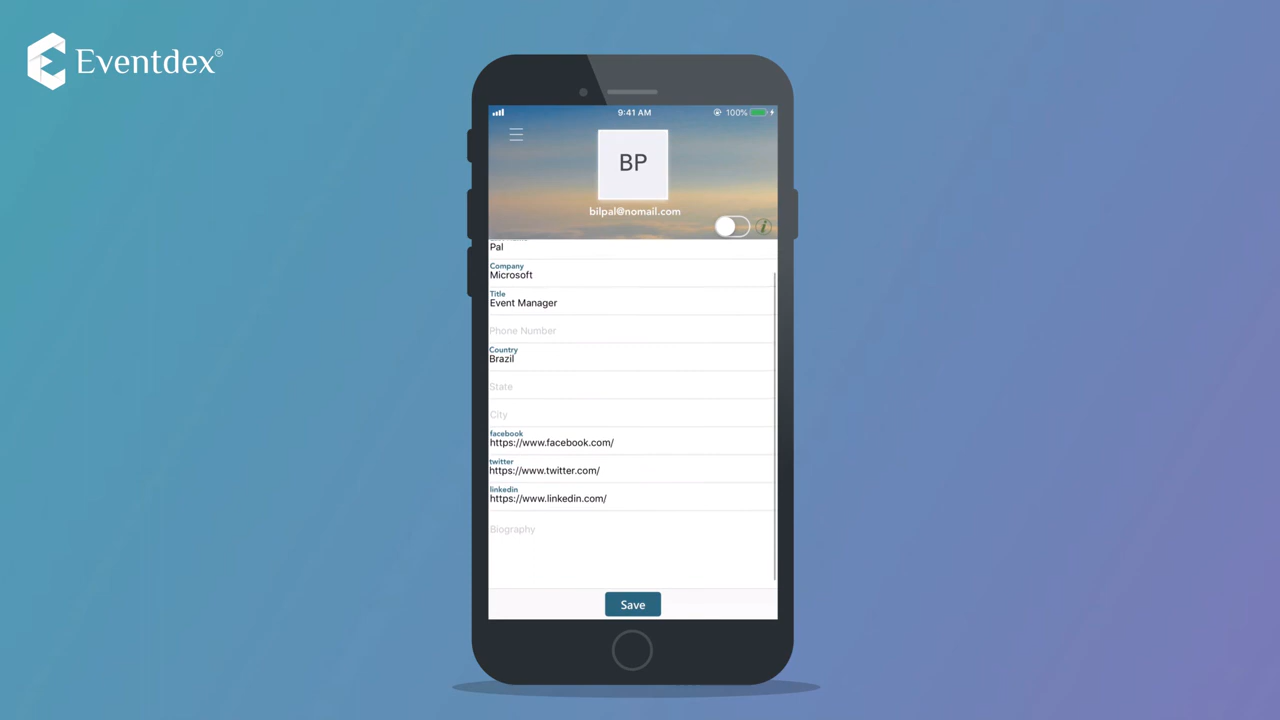 Eventdex®
9:41 AM
100%
BP
bilpal@nomail.com
i
Pal
Company
Microsoft
Title
Event Manager
Phone Number
Country
Brazil
State
City
facebook
https://www.facebook.com/
twitter
https://www.twitter.com/
linkedin
https://www.linkedin.com/
Biography
Save